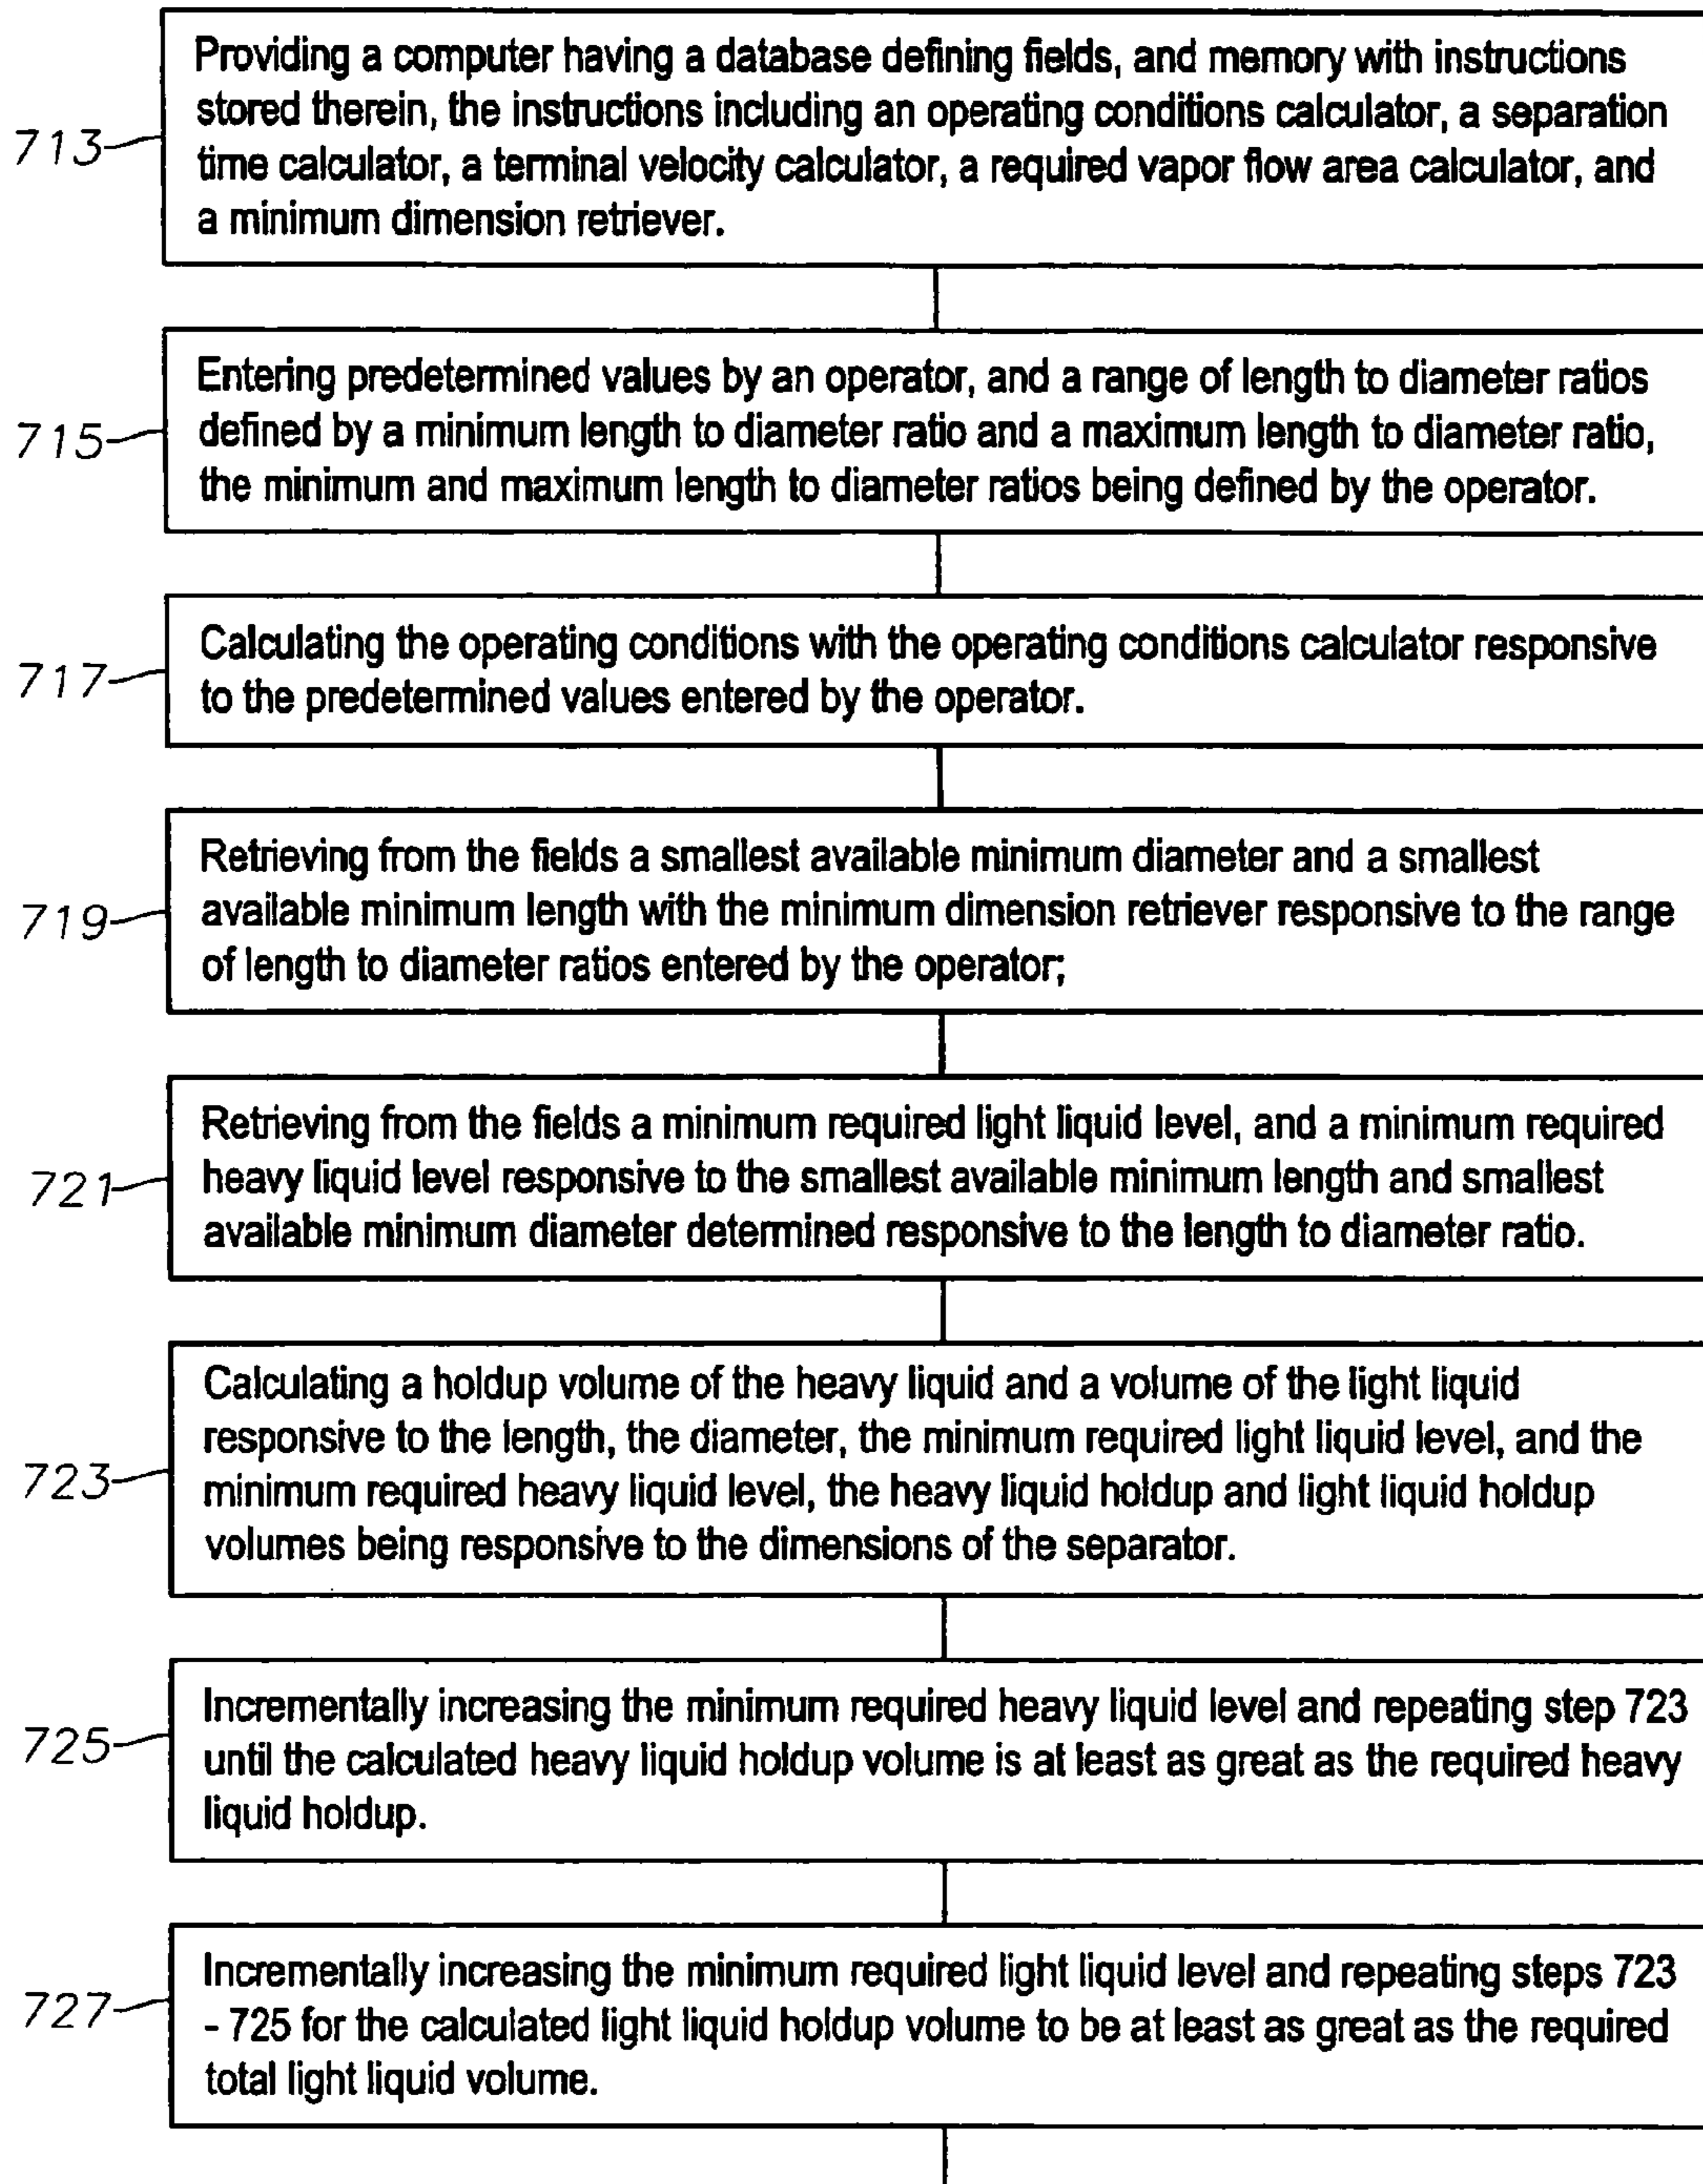 Providing a computer having a database defining fields, and memory with instructions
stored therein, the instructions including an operating conditions calculator, a separation
713
time calculator, a terminal velocity calculator, a required vapor flow area calculator, and
a minimum dimension retriever.
Entering predetermined values by an operator, and a range of length to diameter ratios
715
defined by a minimum length to diameter ratio and a maximum length to diameter ratio,
the minimum and maximum length to diameter ratios being defined by the operator.
Calculating the operating conditions with the operating conditions calculator responsive
717
to the predetermined values entered by the operator.
Retrieving from the fields a smallest available minimum diameter and a smallest
719
available minimum length with the minimum dimension retriever responsive to the range
of length to diameter ratios entered by the operator;
Retrieving from the fields a minimum required light liquid level, and a minimum required
721
heavy liquid level responsive to the smallest available minimum length and smallest
available minimum diameter determined responsive to the length to diameter ratio.
Calculating a holdup volume of the heavy liquid and a volume of the light liquid
responsive to the length, the diameter, the minimum required light liquid level, and the
723
minimum required heavy liquid level, the heavy liquid holdup and light liquid holdup
volumes being responsive to the dimensions of the separator.
Incrementally increasing the minimum required heavy liquid level and repeating step 723
725
until the calculated heavy liquid holdup volume is at least as great as the required heavy
liquid holdup.
Incrementally increasing the minimum required light liquid level and repeating steps 723
727
- 725 for the calculated light liquid holdup volume to be at least as great as the required
total light liquid volume.